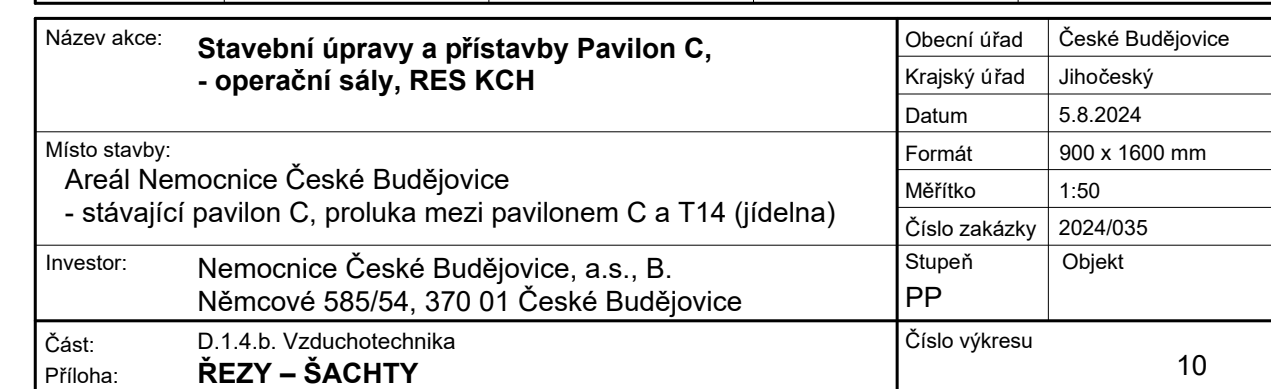 Název akce:
Stavební úpravy a přístavby Pavilon C,
- operační sály, RES KCH
Obecní úřad České Budějovice
Krajský úřad Jihočeský
Datum 5.8.2024
Místo stavby:
Areál Nemocnice České Budějovice
- stávající pavilon C, proluka mezi pavilonem C a T14 (jídelna)
Formát 900 x 1600 mm
Měřítko 1:50
Číslo zakázky 2024/035
Investor:
Nemocnice České Budějovice, a.s., B.
Němcové 585/54, 370 01 České Budějovice
Stupeň Objekt
PP
Část: D.1.4.b. Vzduchotechnika
Příloha: ŘEZY – ŠACHTY
Číslo výkresu
10